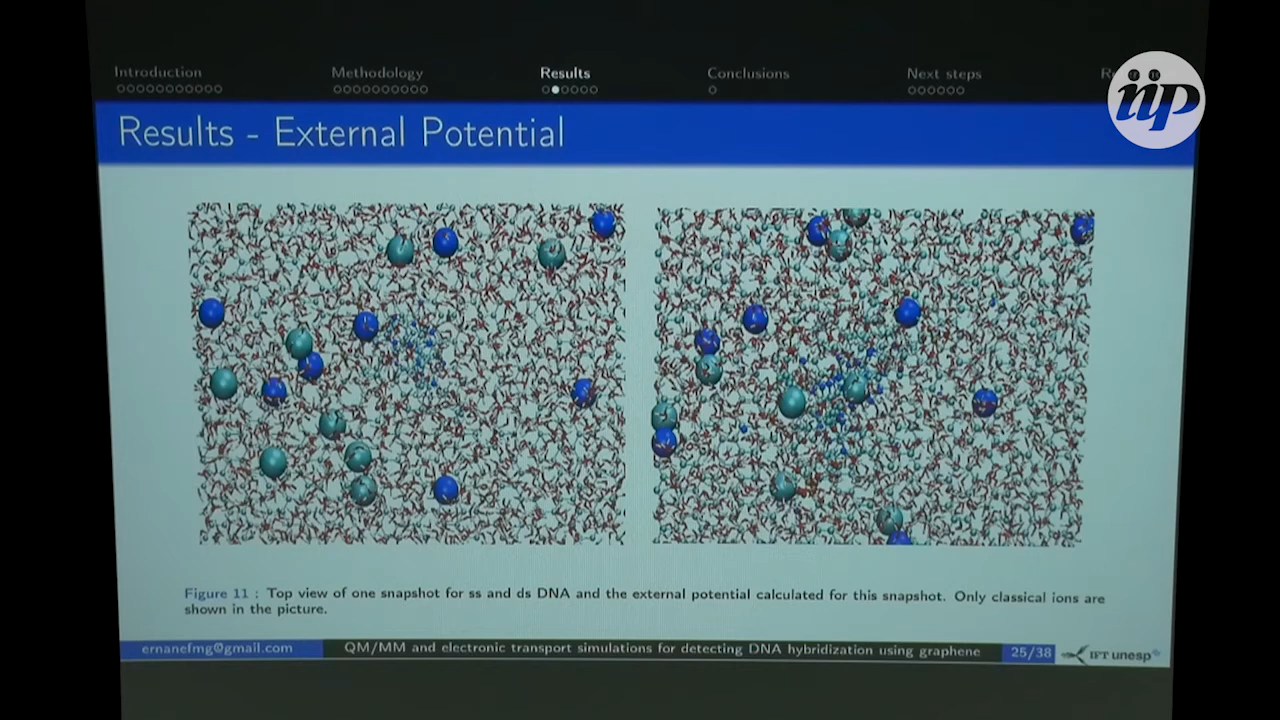 Introduction Methodology Results Conclusions Next steps
iip
Results - External Potential
Figure 11 : Top view of one snapshot for ss and ds DNA and the external potential calculated for this snapshot. Only classical ions are
shown in the picture.
ernanefmg@gmail.com QM/MM and electronic transport simulations for detecting DNA hybridization using graphene 25/38 IFT unesp